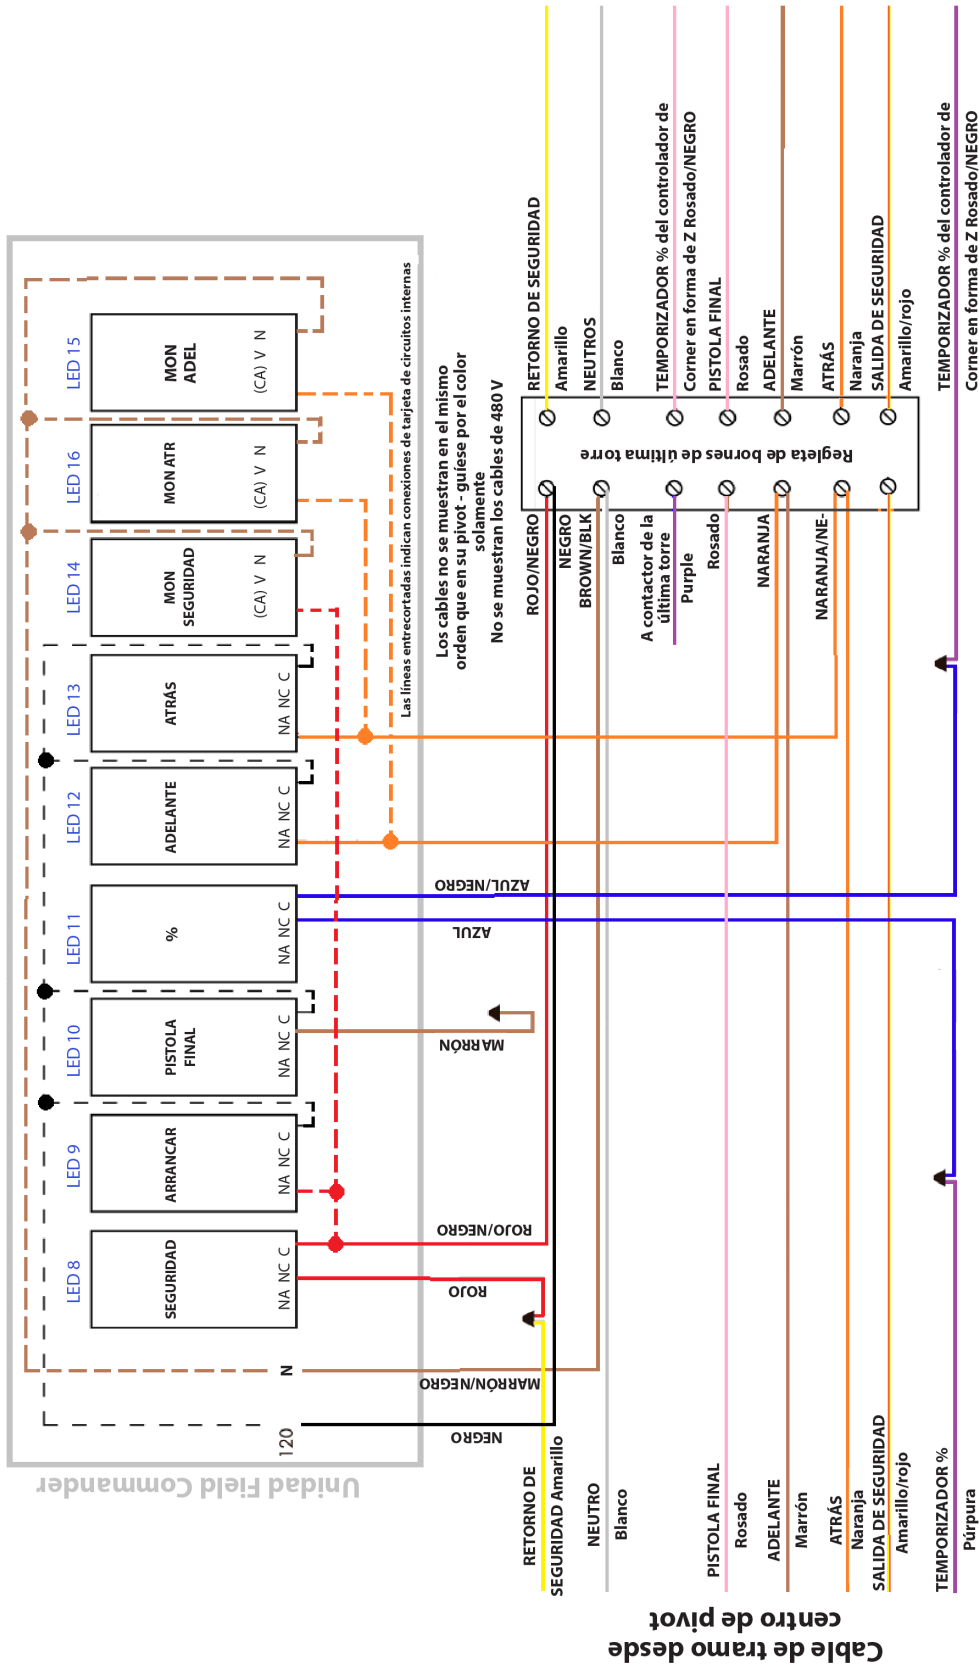 Unidad Field Commander
LED 8
SEGURIDAD
NA NC C
LED 9
ARRANCAR
NA NC C
LED 10
PISTOLA
FINAL
NA NC C
LED 11
%
NA NC C
LED 12
ADELANTE
NA NC C
LED 13
ATRÁS
NA NC C
LED 14
MON
SEGURIDAD
(CA) V N
LED 16
MON ATR
(CA) V N
LED 15
MON
ADEL
(CA) V N
120
N
NEGRO
MARRÓN/NEGRO
ROJO
ROJO/NEGRO
MARRÓN
AZUL
AZUL/NEGRO
Las líneas entrecortadas indican conexiones de tarjeta de circuitos internas
Los cables no se muestran en el mismo
orden que en su pivot - guíese por el color
solamente
No se muestran los cables de 480 V
Cable de tramo desde
centro de pivot
RETORNO DE
SEGURIDAD Amarillo
NEUTRO
Blanco
PISTOLA FINAL
Rosado
ADELANTE
Marrón
ATRÁS
Naranja
SALIDA DE SEGURIDAD
Amarillo/rojo
TEMPORIZADOR %
Púrpura
ROJO/NEGRO
NEGRO
BROWN/BLK
Blanco
A contactor de la
última torre
Purple
Rosado
NARANJA
NARANJA/NE-
Regleta de bornes de última torre
RETORNO DE SEGURIDAD
Amarillo
NEUTROS
Blanco
TEMPORIZADOR % del controlador de
Corner en forma de Z Rosado/NEGRO
PISTOLA FINAL
Rosado
ADELANTE
Marrón
ATRÁS
Naranja
SALIDA DE SEGURIDAD
Amarillo/rojo
TEMPORIZADOR % del controlador de
Corner en forma de Z Rosado/NEGRO